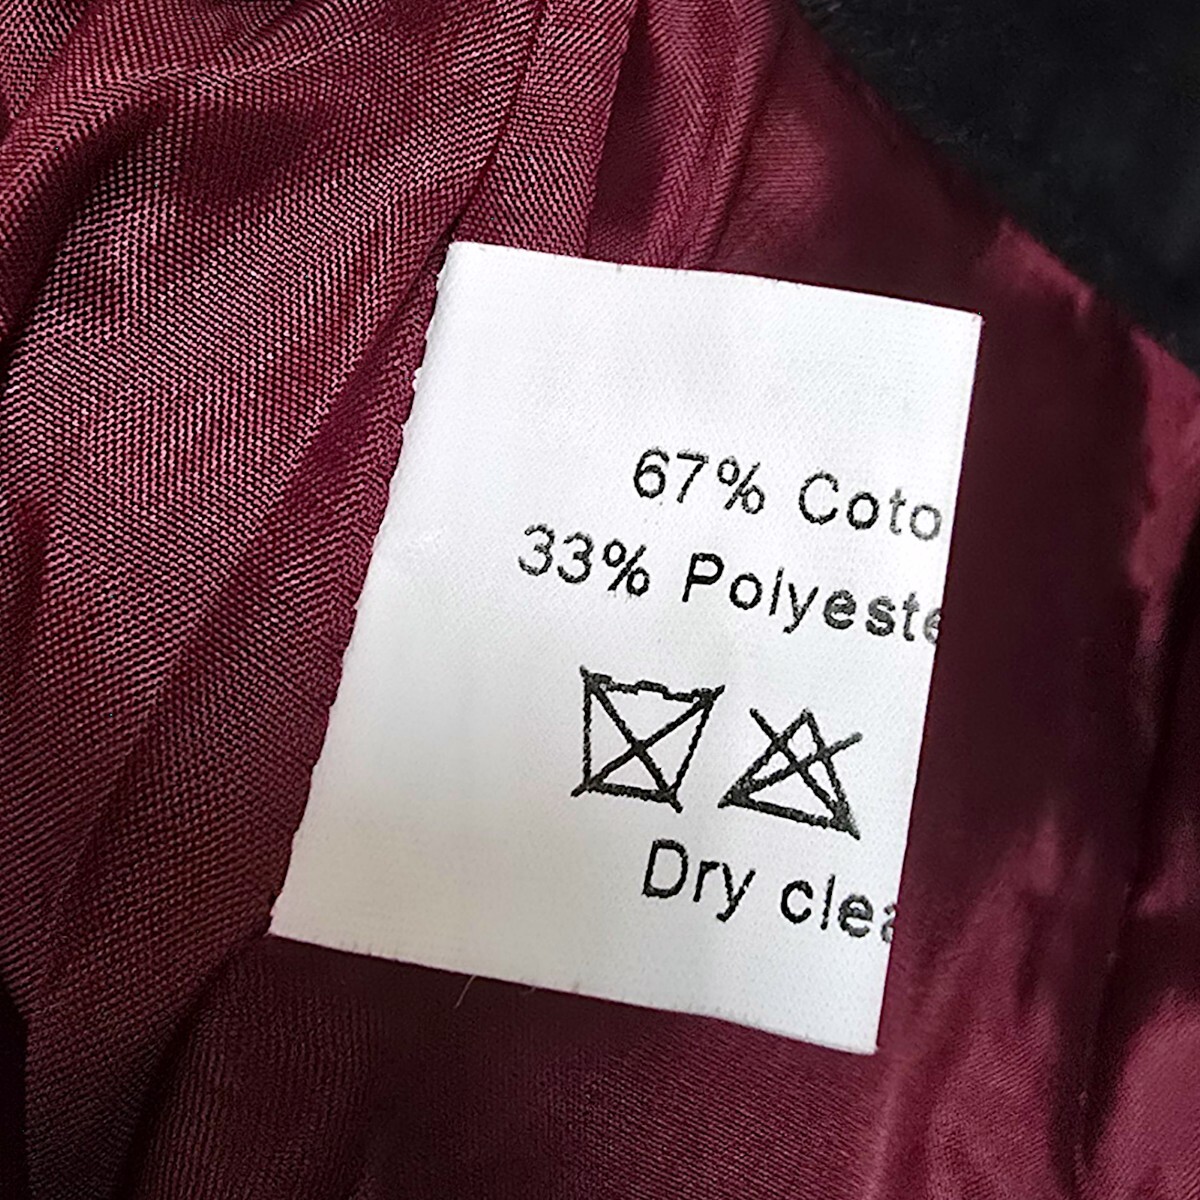 67% Coto
33% Polyeste
Dry clea